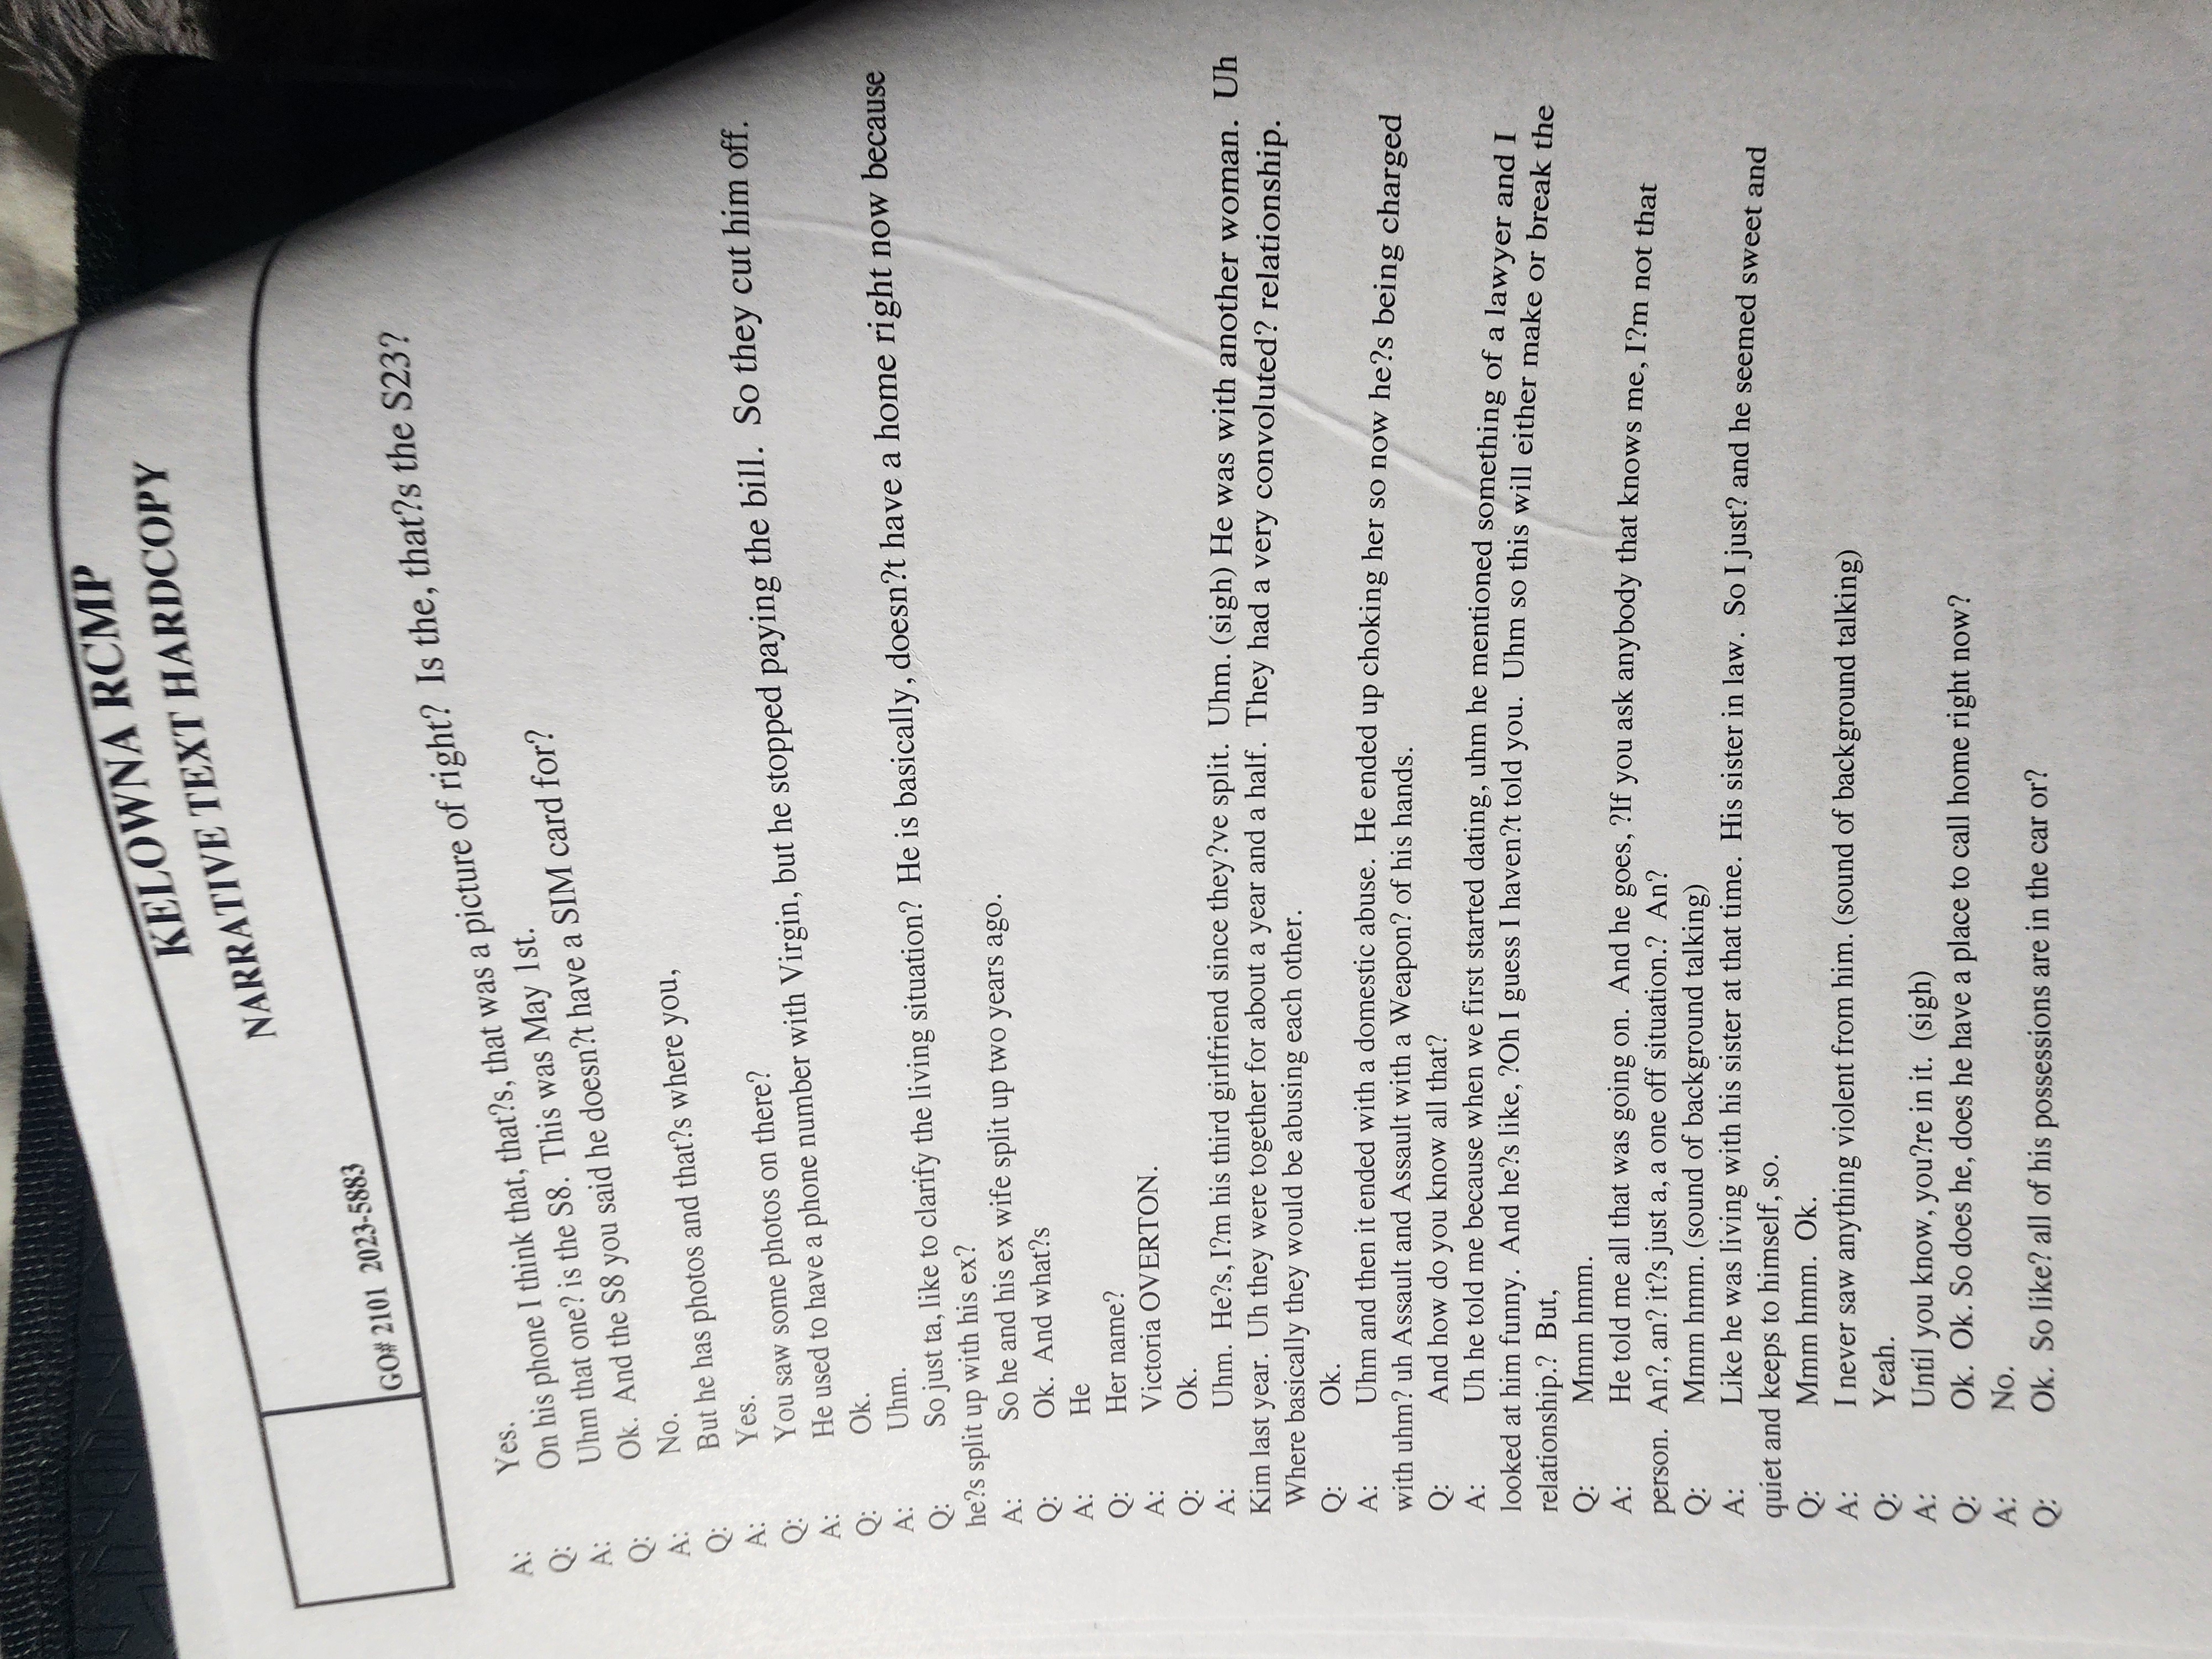 KELOWNA RCMP
NARRATIVE TEXT HARDCOPY
GO# 2101 2023-5883
A: Yes.
Q: On his phone I think that, that?s, that was a picture of right? Is the, that?s the S23?
A: Uhm that one? is the S8. This was May 1st.
Q: Ok. And the S8 you said he doesn?t have a SIM card for?
A: No.
Q: But he has photos and that?s where you,
A: Yes.
Q: You saw some photos on there?
A: He used to have a phone number with Virgin, but he stopped paying the bill. So they cut him off.
Q: Ok.
A: Uhm.
Q: So just ta, like to clarify the living situation? He is basically, doesn?t have a home right now because
he?s split up with his ex?
A: So he and his ex wife split up two years ago.
Q: Ok. And what?s
A: He
Q: Her name?
A: Victoria OVERTON.
Q: Ok.
A: Uhm. He?s, I?m his third girlfriend since they?ve split. Uhm. (sigh) He was with another woman. Uh
Kim last year. Uh they were together for about a year and a half. They had a very convoluted? relationship.
Where basically they would be abusing each other.
Q: Ok.
A: Uhm and then it ended with a domestic abuse. He ended up choking her so now he?s being charged
with uhm? uh Assault and Assault with a Weapon? of his hands.
Q: And how do you know all that?
A: Uh he told me because when we first started dating, uhm he mentioned something of a lawyer and I
looked at him funny. And he?s like, ?Oh I guess I haven?t told you. Uhm so this will either make or break the
relationship.? But,
Q: Mmm hmm.
A: He told me all that was going on. And he goes, ?If you ask anybody that knows me, I?m not that
person. An?, an? it?s just a, a one off situation.? An?
Q: Mmm hmm. (sound of background talking)
A: Like he was living with his sister at that time. His sister in law. So I just? and he seemed sweet and
quiet and keeps to himself, so.
Q: Mmm hmm. Ok.
A: I never saw anything violent from him. (sound of background talking)
Q: Yeah.
A: Until you know, you?re in it. (sigh)
Q: Ok. Ok. So does he, does he have a place to call home right now?
A: No.
Q: Ok. So like? all of his possessions are in the car or?